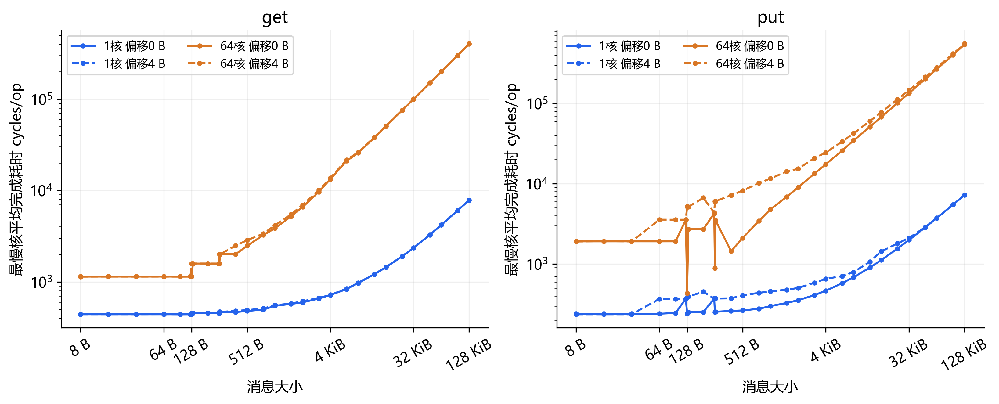 get
1核 偏移0 B
1核 偏移4 B
64核 偏移0 B
64核 偏移4 B
最慢核平均完成耗时 cycles/op
10⁵
10⁴
10³
8 B
64 B
128 B
512 B
4 KiB
32 KiB
128 KiB
消息大小
put
1核 偏移0 B
1核 偏移4 B
64核 偏移0 B
64核 偏移4 B
最慢核平均完成耗时 cycles/op
10⁵
10⁴
10³
8 B
64 B
128 B
512 B
4 KiB
32 KiB
128 KiB
消息大小